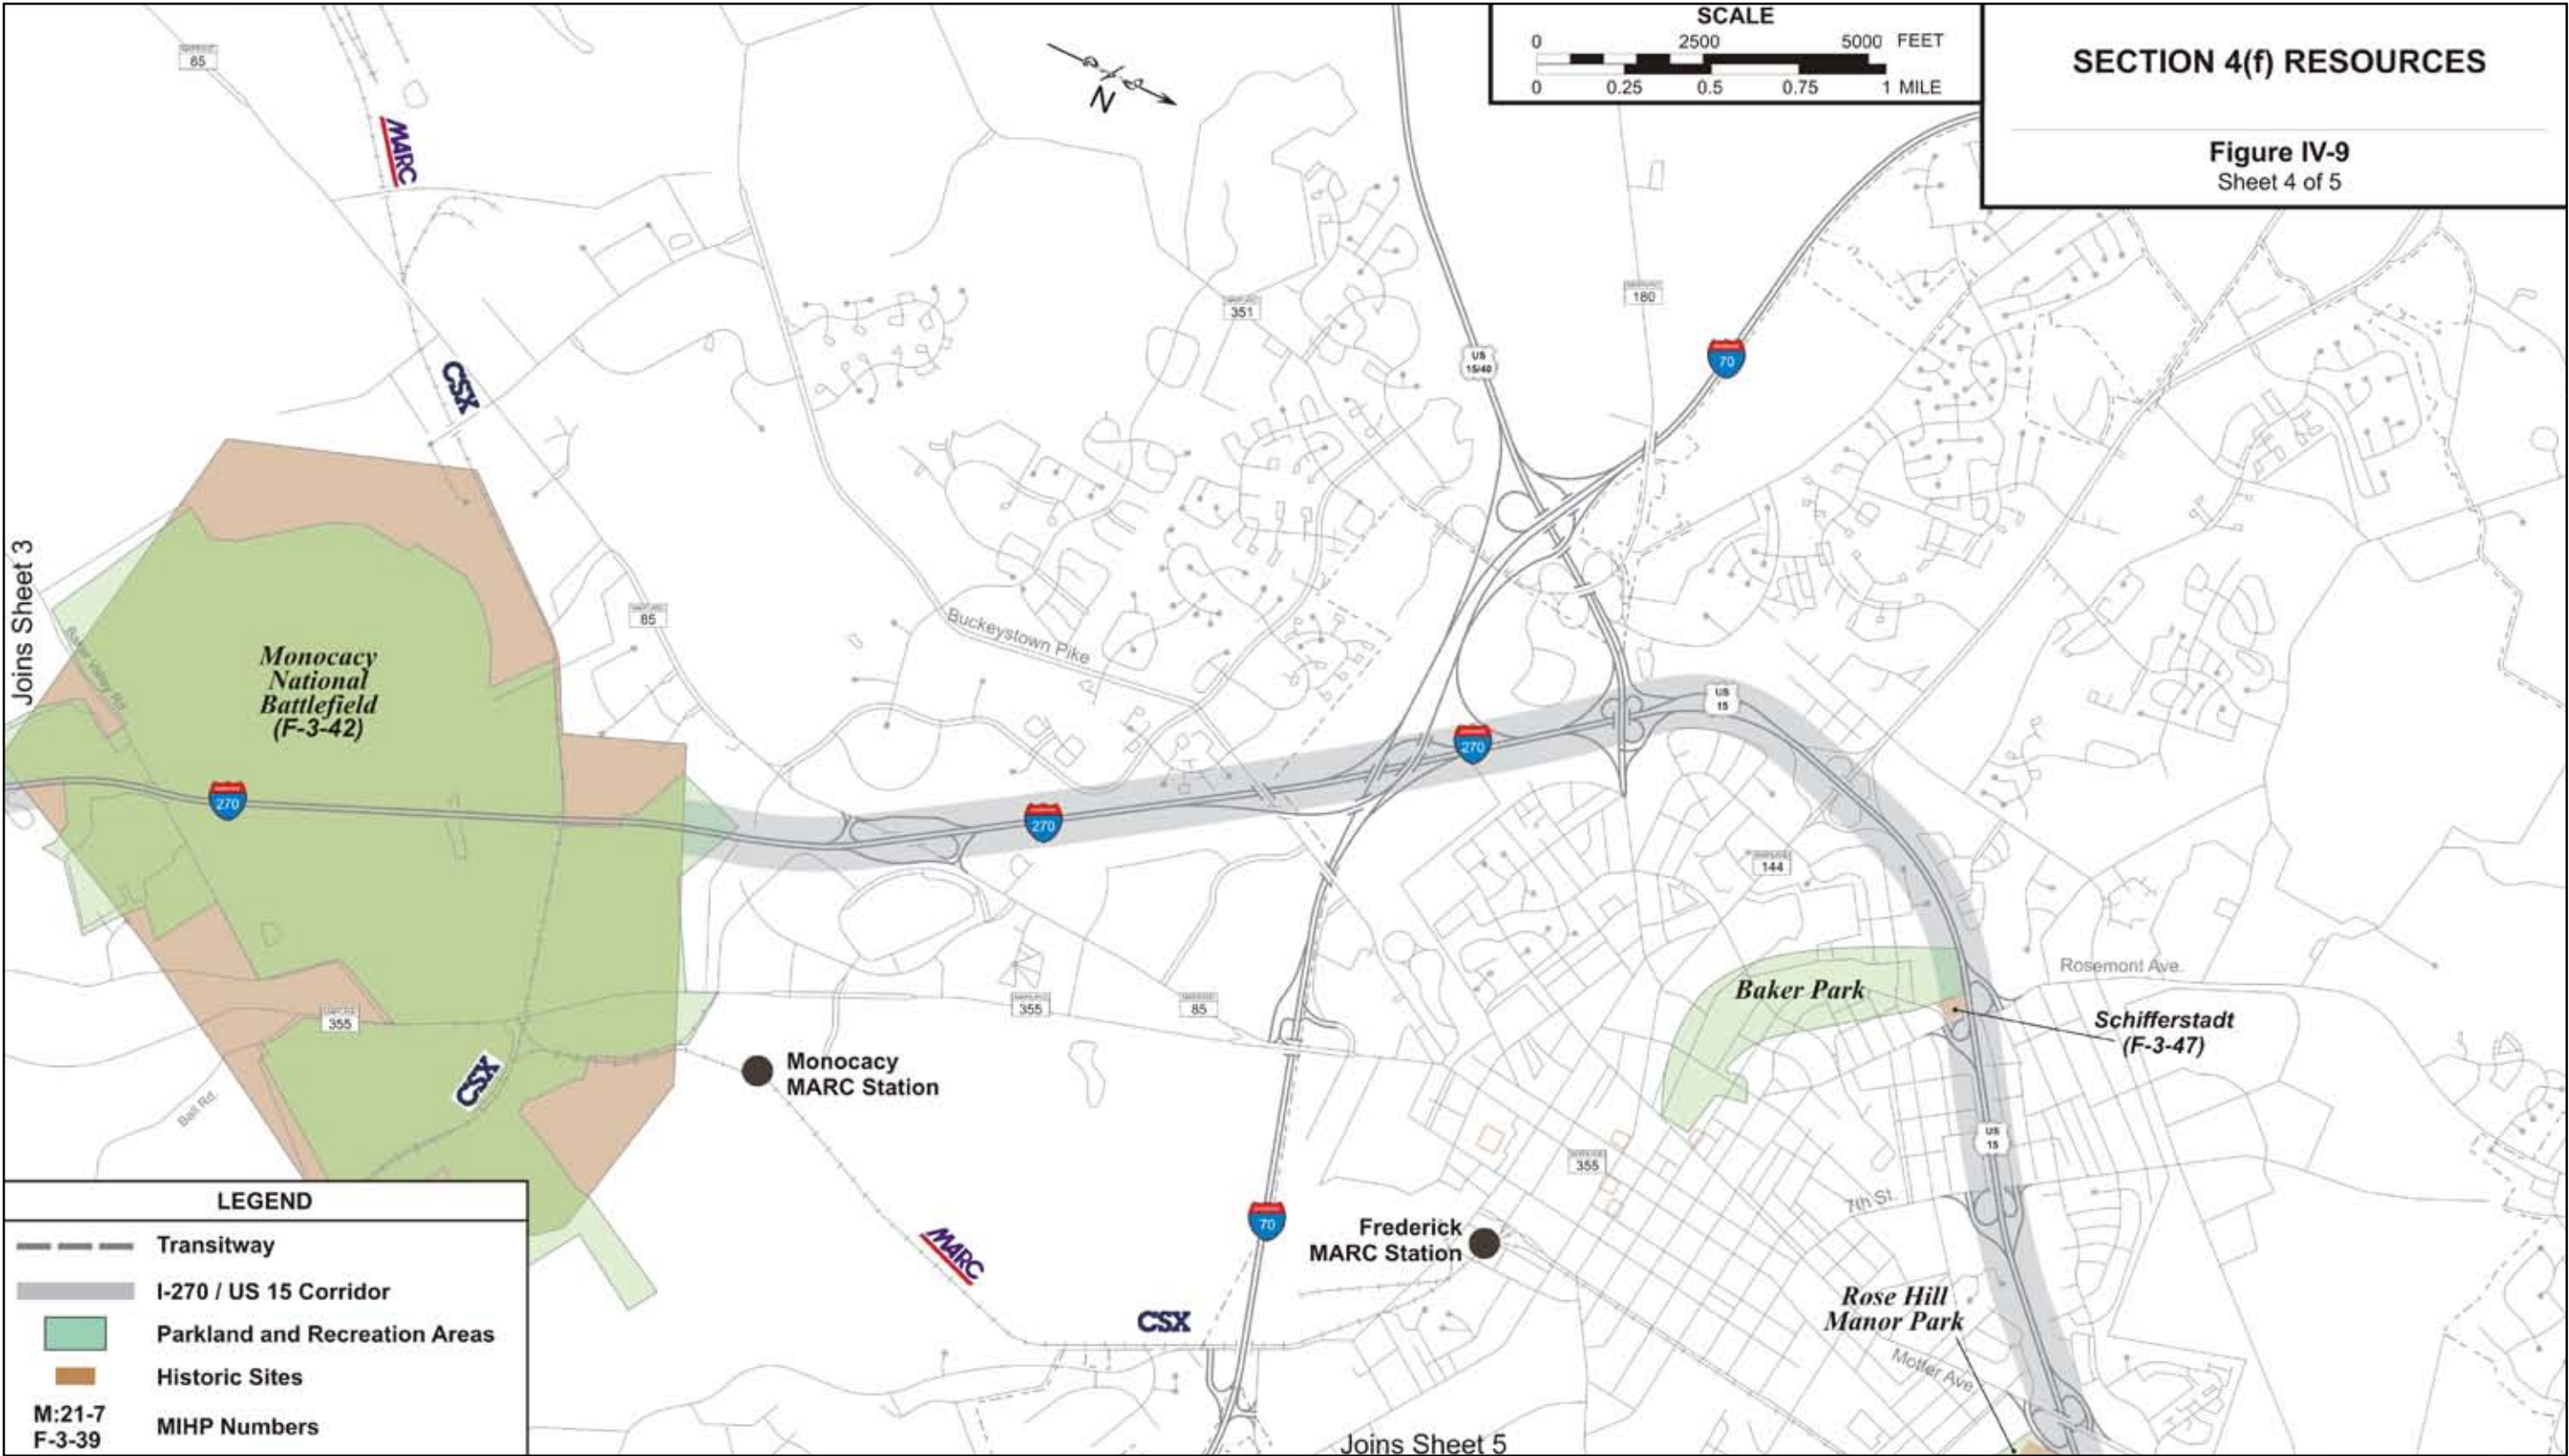 SCALE
0 2500 5000 FEET
0 0.25 0.5 0.75 1 MILE
SECTION 4(f) RESOURCES
Figure IV-9
Sheet 4 of 5
N
85
MARC
351
180
US
15/40
70
CSX
Joins Sheet 3
85
Buckeystown Pike
Baker Valley Rd.
Monocacy
National
Battlefield
(F-3-42)
US
15
270
270
270
144
Rosemont Ave.
Baker Park
Schifferstadt
(F-3-47)
355
355
85
Monocacy
MARC Station
CSX
Ball Rd.
US
15
355
7th St.
70
Frederick
MARC Station
MARC
CSX
Rose Hill
Manor Park
Motter Ave.
Joins Sheet 5
LEGEND
Transitway
I-270 / US 15 Corridor
Parkland and Recreation Areas
Historic Sites
M:21-7
F-3-39
MIHP Numbers